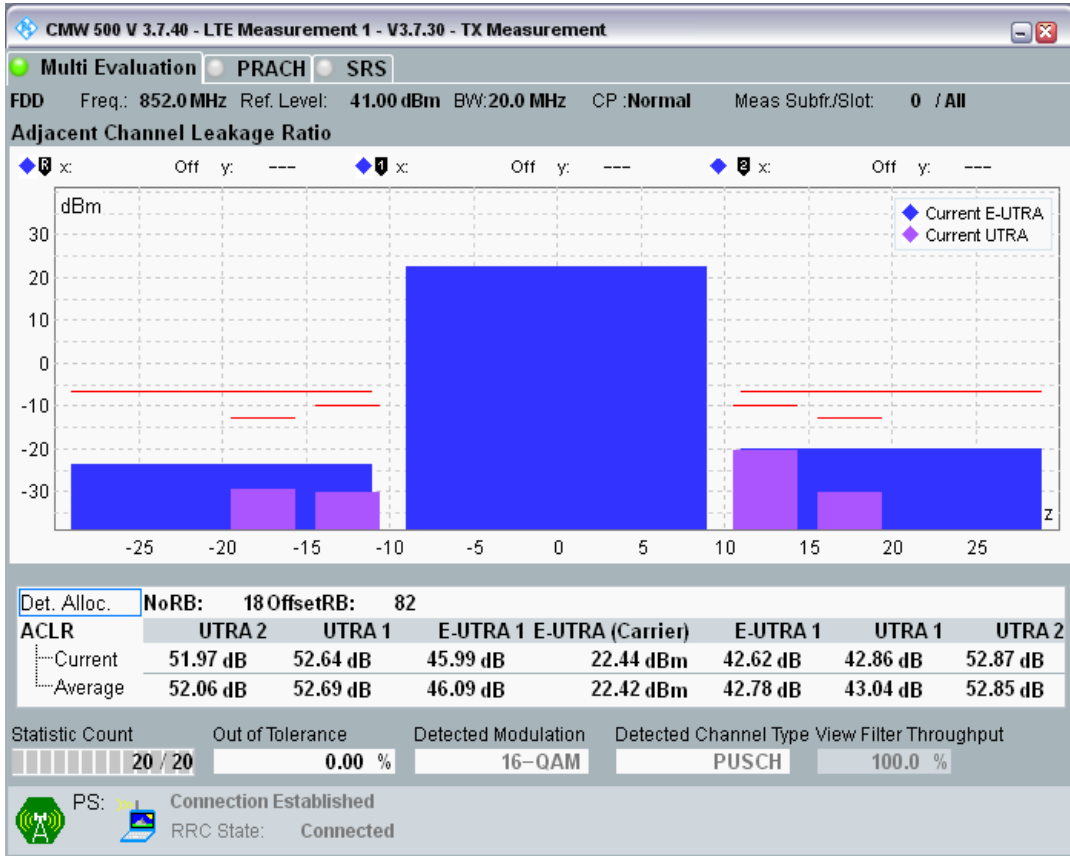 CMW 500 V 3.7.40 - LTE Measurement 1 - V3.7.30 - TX Measurement
Multi Evaluation PRACH SRS
FDD Freq.: 852.0 MHz Ref. Level: 41.00 dBm BW: 20.0 MHz CP : Normal Meas Subfr./Slot: 0 / All
Adjacent Channel Leakage Ratio
R x: Off y: --- 1 x: Off y: --- 2 x: Off y: ---
dBm
Current E-UTRA
Current UTRA
30
20
10
0
-10
-20
-30
z
-25 -20 -15 -10 -5 0 5 10 15 20 25
Det. Alloc. NoRB: 18 OffsetRB: 82
ACLR UTRA 2 UTRA 1 E-UTRA 1 E-UTRA (Carrier) E-UTRA 1 UTRA 1 UTRA 2
Current 51.97 dB 52.64 dB 45.99 dB 22.44 dBm 42.62 dB 42.86 dB 52.87 dB
Average 52.06 dB 52.69 dB 46.09 dB 22.42 dBm 42.78 dB 43.04 dB 52.85 dB
Statistic Count Out of Tolerance Detected Modulation Detected Channel Type View Filter Throughput
20 / 20 0.00 % 16-QAM PUSCH 100.0 %
PS: Connection Established
RRC State: Connected